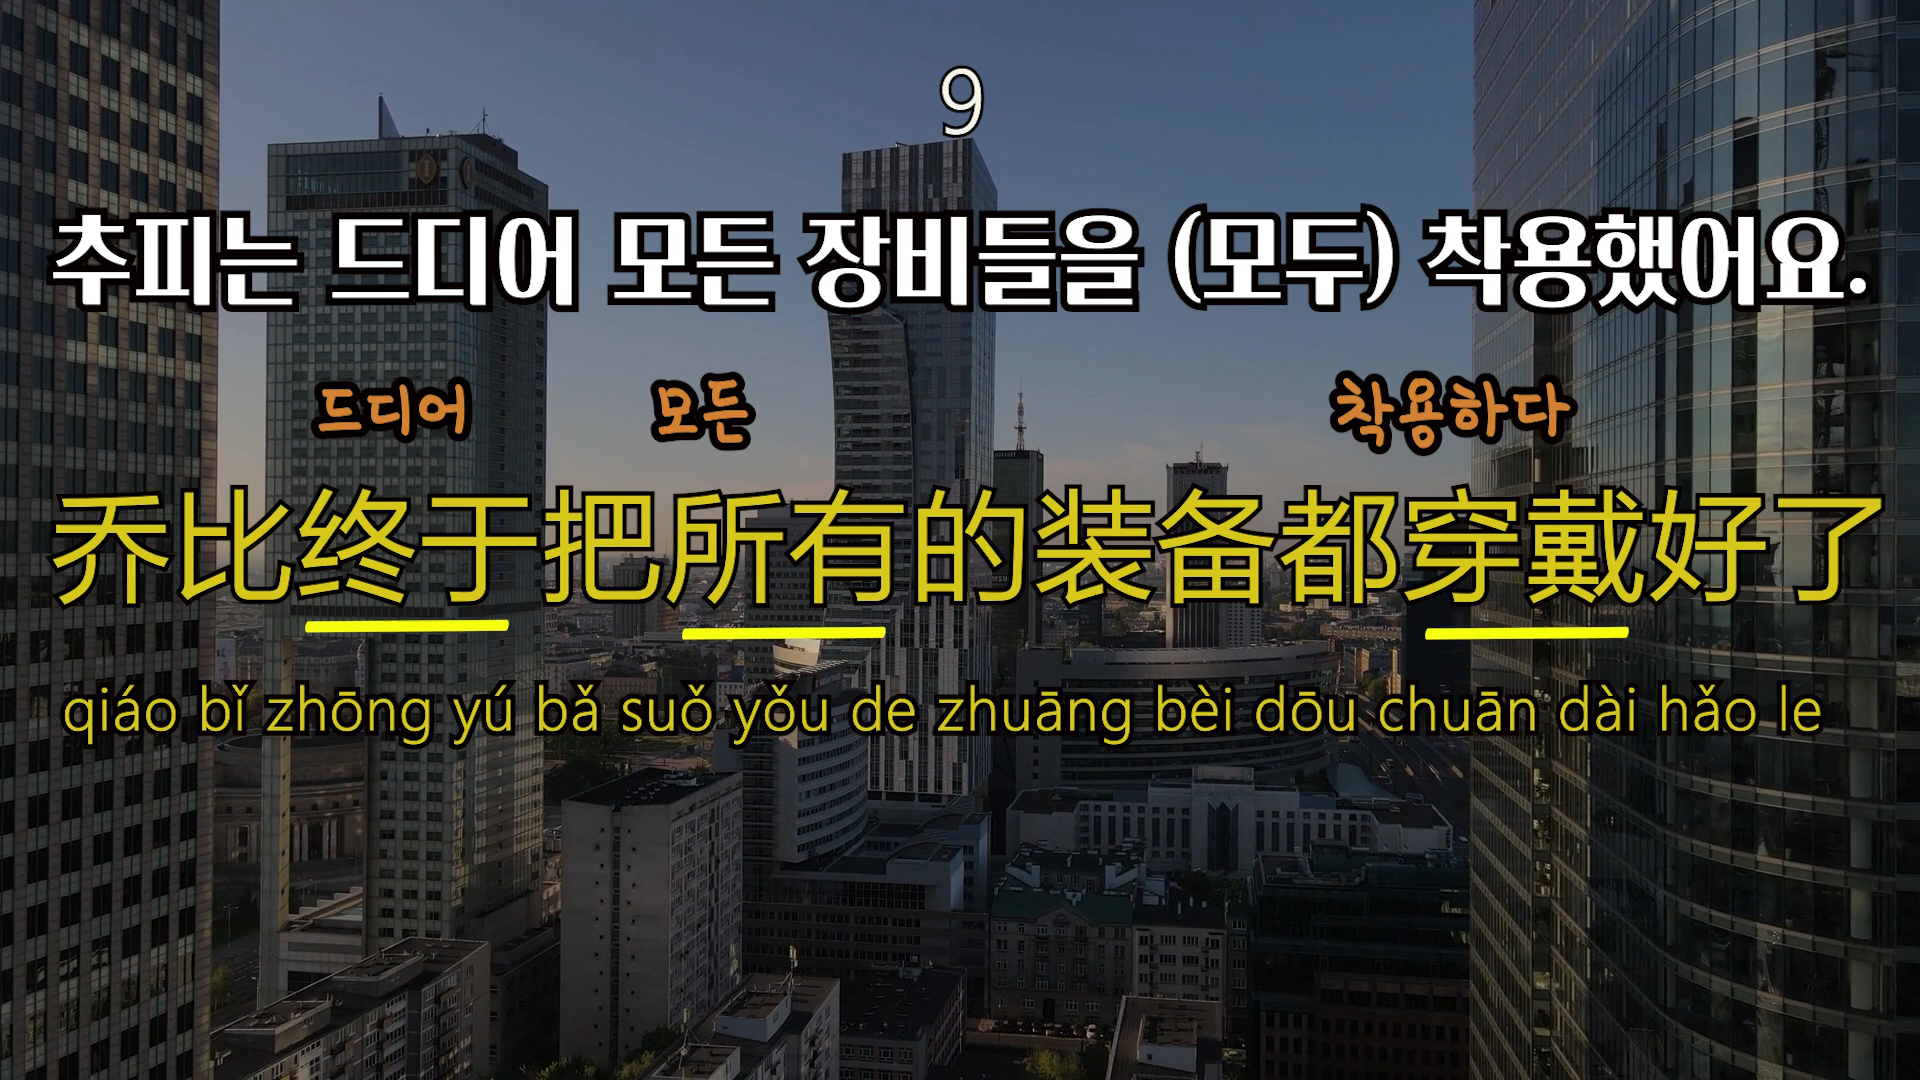 9
추피는 드디어 모든 장비들을 (모두) 착용했어요.
드디어 모든 착용하다
乔比终于把所有的装备都穿戴好了
qiáo bǐ zhōng yú bǎ suǒ yǒu de zhuāng bèi dōu chuān dài hǎo le